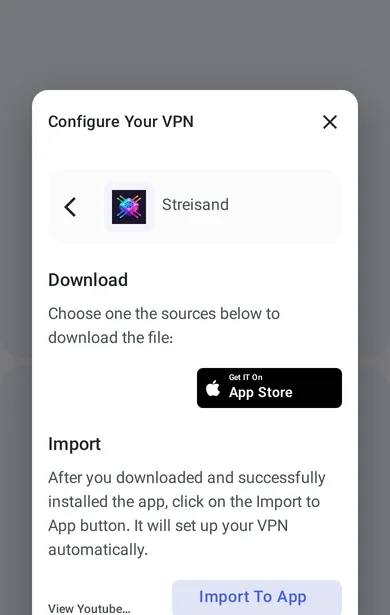 Configure Your VPN
Streisand
Download
Choose one the sources below to
download the file:
Get IT On
App Store
Import
After you downloaded and successfully
installed the app, click on the Import to
App button. It will set up your VPN
automatically.
Import To App
View Youtube...